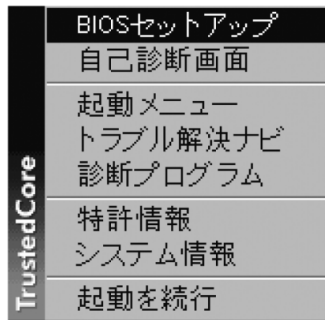 BIOSセットアップ
自己診断画面
起動メニュー
トラブル解決ナビ
診断プログラム
特許情報
システム情報
起動を続行
TrustedCore